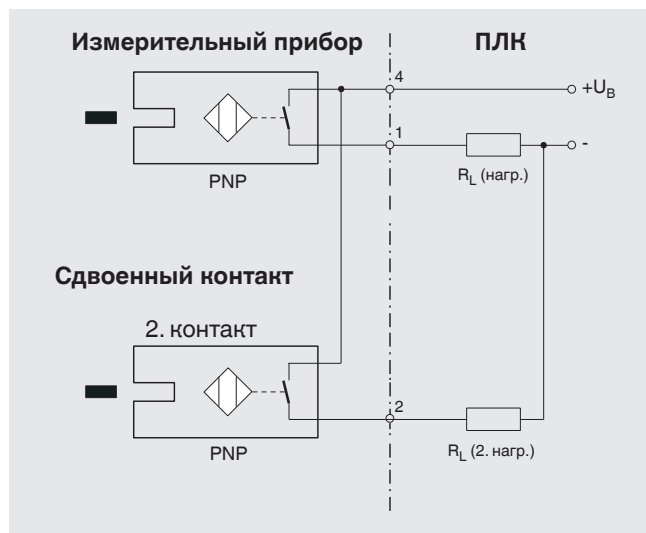 Измерительный прибор ПЛК
4
+U_B
1
-
PNP
R_L (нагр.)
Сдвоенный контакт
2. контакт
2
PNP
R_L (2. нагр.)